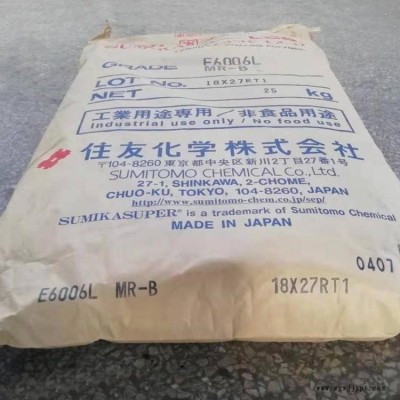 GRADE E6006L
MR-B
LOT NO. 18X27RT1
NET 25 kg
工業用途専用/非食品用途
Industrial use only / No food use
住友化学株式会社
〒104-8260 東京都中央区新川2丁目27番1号
SUMITOMO CHEMICAL Co., Ltd.
27-1, SHINKAWA, 2-CHOME,
CHUO-KU, TOKYO, 104-8260, JAPAN
http://www.sumitomo-chem.co.jp/sep/
SUMIKASUPER® is a trademark of Sumitomo Chemical
MADE IN JAPAN
0407
E6006L MR-B 18X27RT1